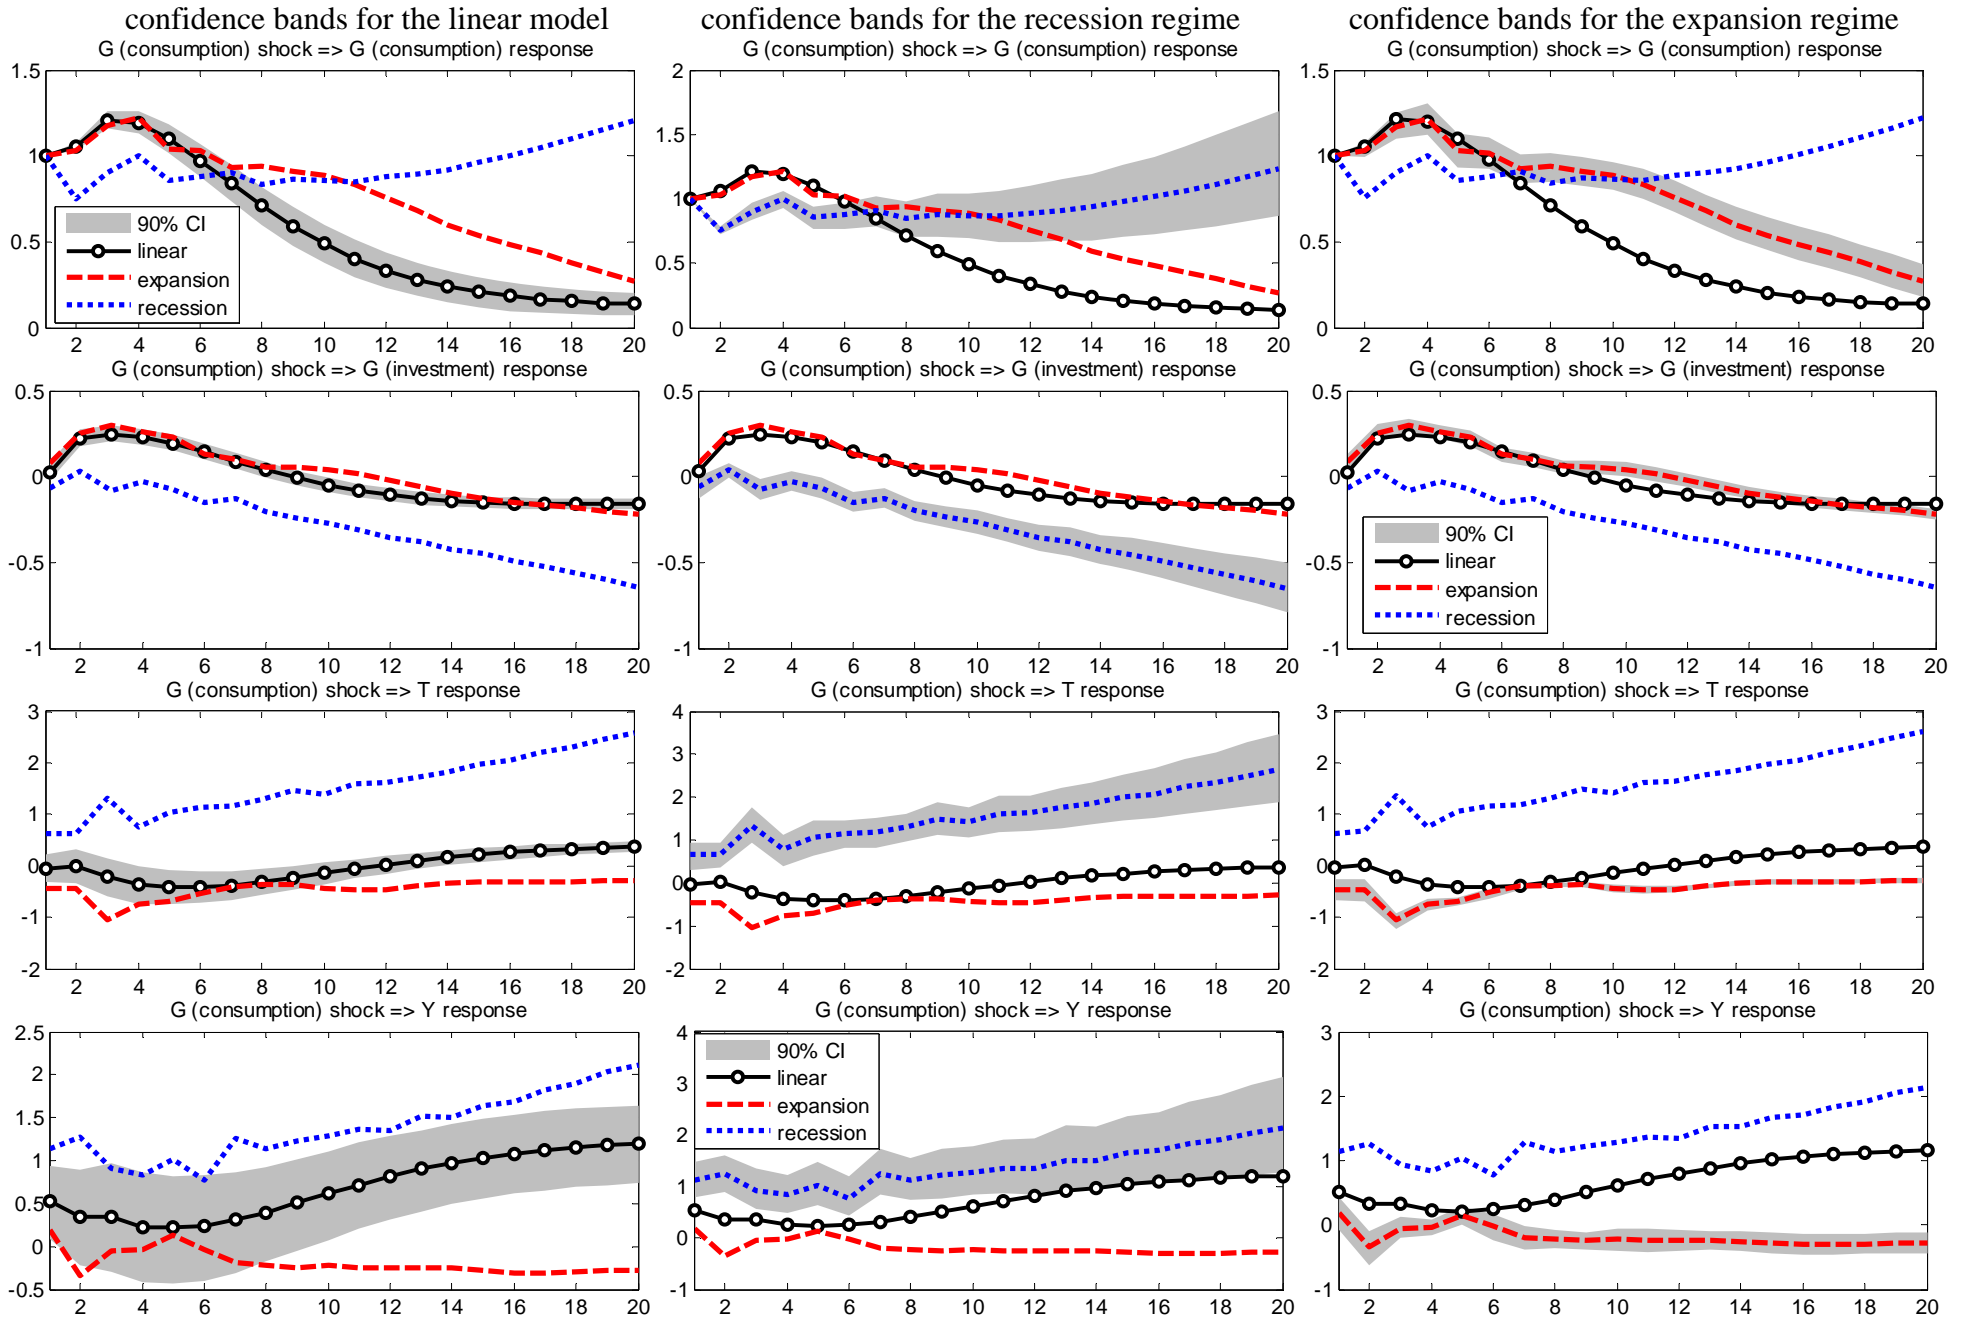 confidence bands for the linear model
confidence bands for the recession regime
confidence bands for the expansion regime
G (consumption) shock => G (consumption) response
1.5
1
0.5
0
90% CI
linear
expansion
recession
2 4 6 8 10 12 14 16 18 20
G (consumption) shock => G (consumption) response
2
1.5
1
0.5
0
2 4 6 8 10 12 14 16 18 20
G (consumption) shock => G (consumption) response
1.5
1
0.5
0
2 4 6 8 10 12 14 16 18 20
G (consumption) shock => G (investment) response
0.5
0
-0.5
-1
2 4 6 8 10 12 14 16 18 20
G (consumption) shock => G (investment) response
0.5
0
-0.5
-1
2 4 6 8 10 12 14 16 18 20
G (consumption) shock => G (investment) response
0.5
0
-0.5
-1
90% CI
linear
expansion
recession
2 4 6 8 10 12 14 16 18 20
G (consumption) shock => T response
3
2
1
0
-1
-2
2 4 6 8 10 12 14 16 18 20
G (consumption) shock => T response
4
3
2
1
0
-1
-2
2 4 6 8 10 12 14 16 18 20
G (consumption) shock => T response
3
2
1
0
-1
-2
2 4 6 8 10 12 14 16 18 20
G (consumption) shock => Y response
2.5
2
1.5
1
0.5
0
-0.5
2 4 6 8 10 12 14 16 18 20
G (consumption) shock => Y response
4
3
2
1
0
-1
90% CI
linear
expansion
recession
2 4 6 8 10 12 14 16 18 20
G (consumption) shock => Y response
3
2
1
0
-1
2 4 6 8 10 12 14 16 18 20